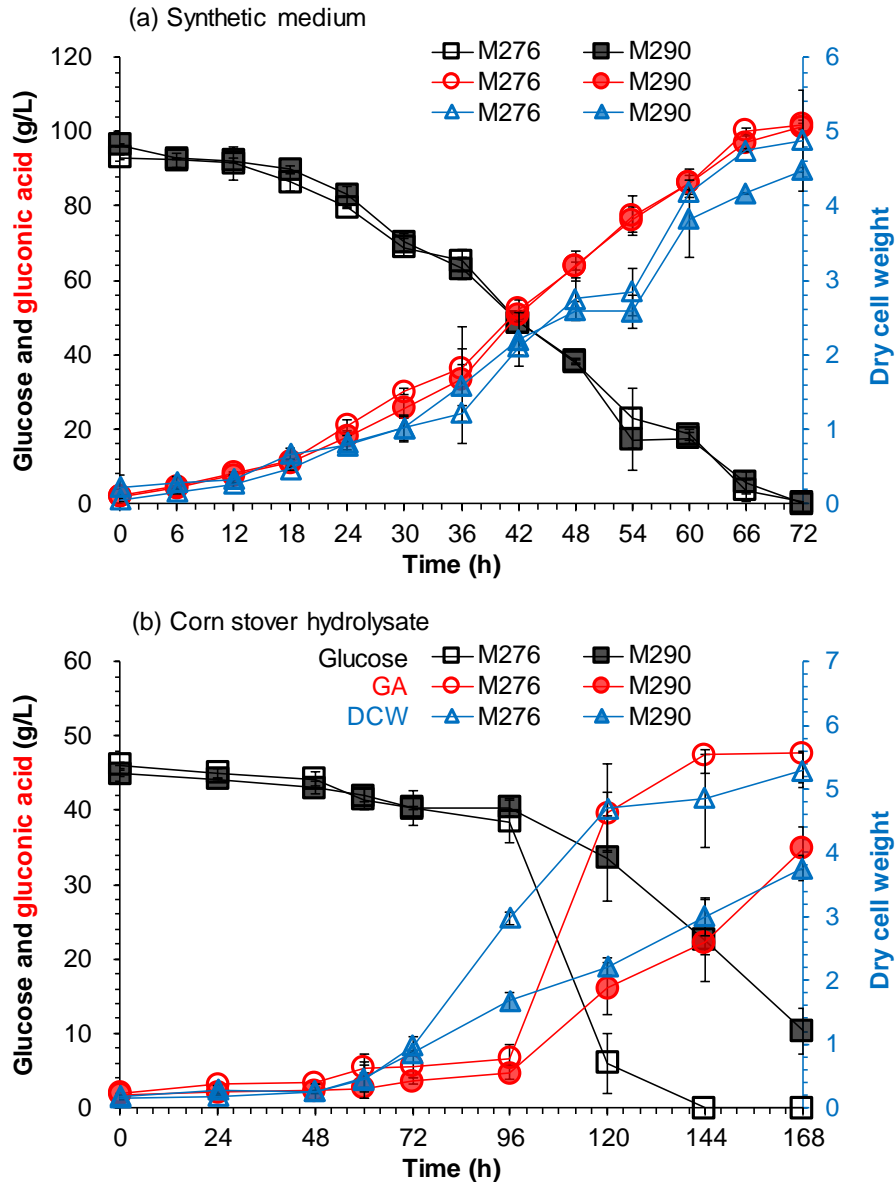 (a) Synthetic medium
M276 M290
M276 M290
M276 M290
120
100
80
60
40
20
0
Glucose and gluconic acid (g/L)
6
5
4
3
2
1
0
Dry cell weight
0 6 12 18 24 30 36 42 48 54 60 66 72
Time (h)
(b) Corn stover hydrolysate
Glucose M276 M290
GA M276 M290
DCW M276 M290
60
50
40
30
20
10
0
Glucose and gluconic acid (g/L)
7
6
5
4
3
2
1
0
Dry cell weight
0 24 48 72 96 120 144 168
Time (h)